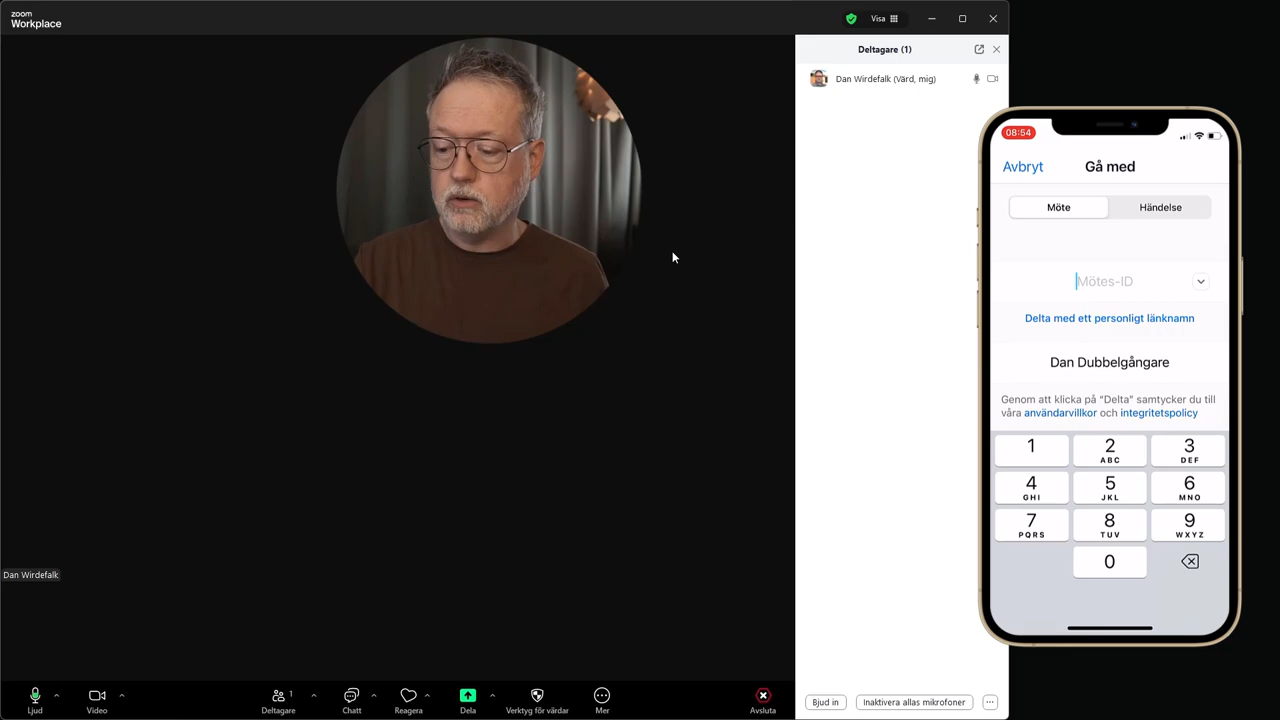 zoom
Workplace
Visa
Deltagare (1)
Dan Wirdefalk (Värd, mig)
Dan Wirdefalk
Ljud
Video
1
Deltagare
Chatt
Reagera
Dela
Verktyg för värdar
Mer
Avsluta
Bjud in
Inaktivera allas mikrofoner
08:54
Avbryt
Gå med
Möte
Händelse
Mötes-ID
Delta med ett personligt länknamn
Dan Dubbelgångare
Genom att klicka på "Delta" samtycker du till
våra användarvillkor och integritetspolicy
1 2 3
ABC DEF
4 5 6
GHI JKL MNO
7 8 9
PQRS TUV WXYZ
0